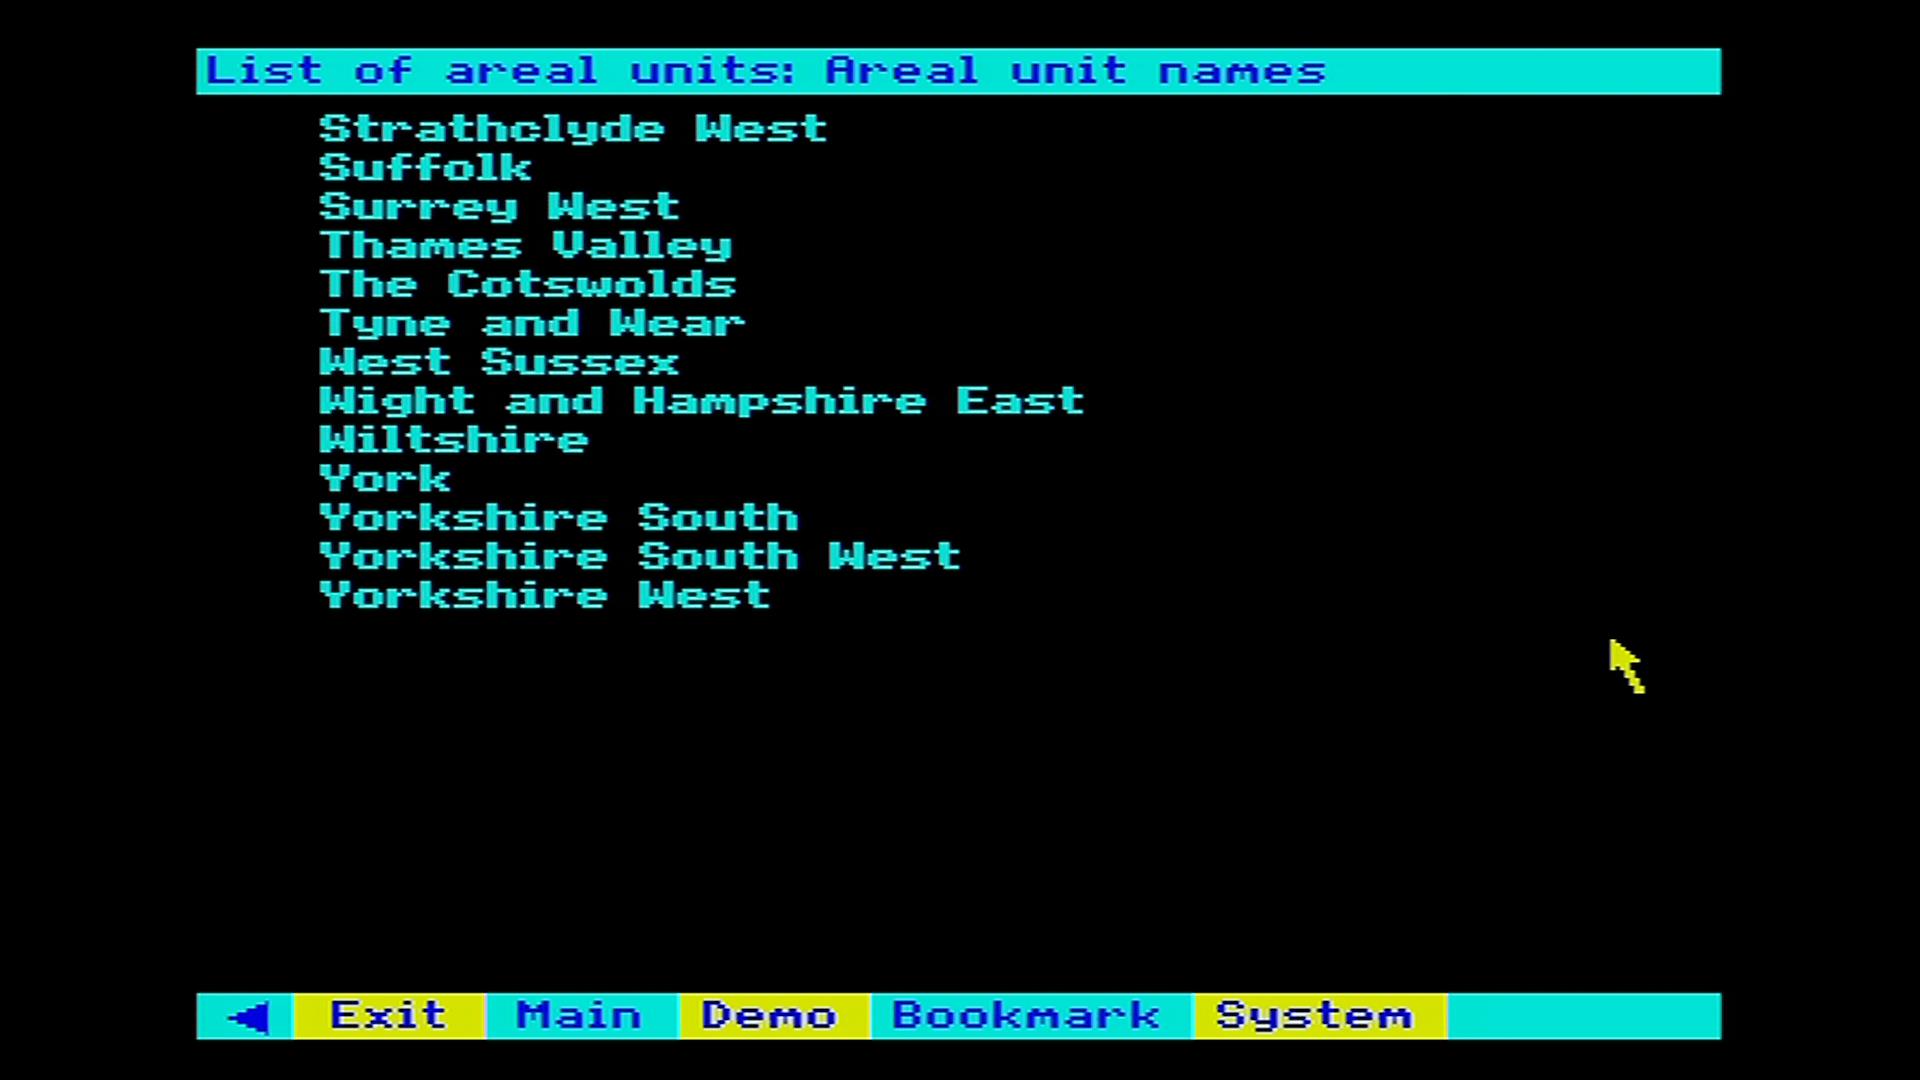 List of areal units: Areal unit names
Strathclyde West
Suffolk
Surrey West
Thames Valley
The Cotswolds
Tyne and Wear
West Sussex
Wight and Hampshire East
Wiltshire
York
Yorkshire South
Yorkshire South West
Yorkshire West
Exit Main Demo Bookmark System